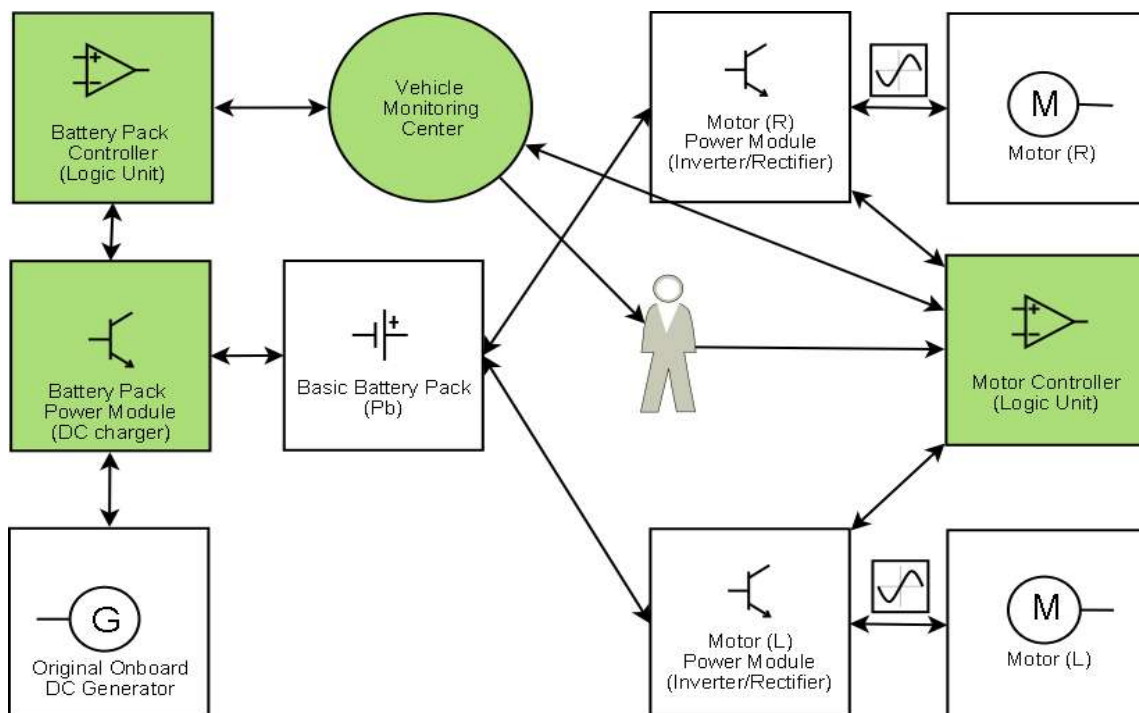 Battery Pack
Controller
(Logic Unit)
Vehicle
Monitoring
Center
Motor (R)
Power Module
(Inverter/Rectifier)
M
Motor (R)
Battery Pack
Power Module
(DC charger)
+
Basic Battery Pack
(Pb)
Motor Controller
(Logic Unit)
G
Original Onboard
DC Generator
Motor (L)
Power Module
(Inverter/Rectifier)
M
Motor (L)